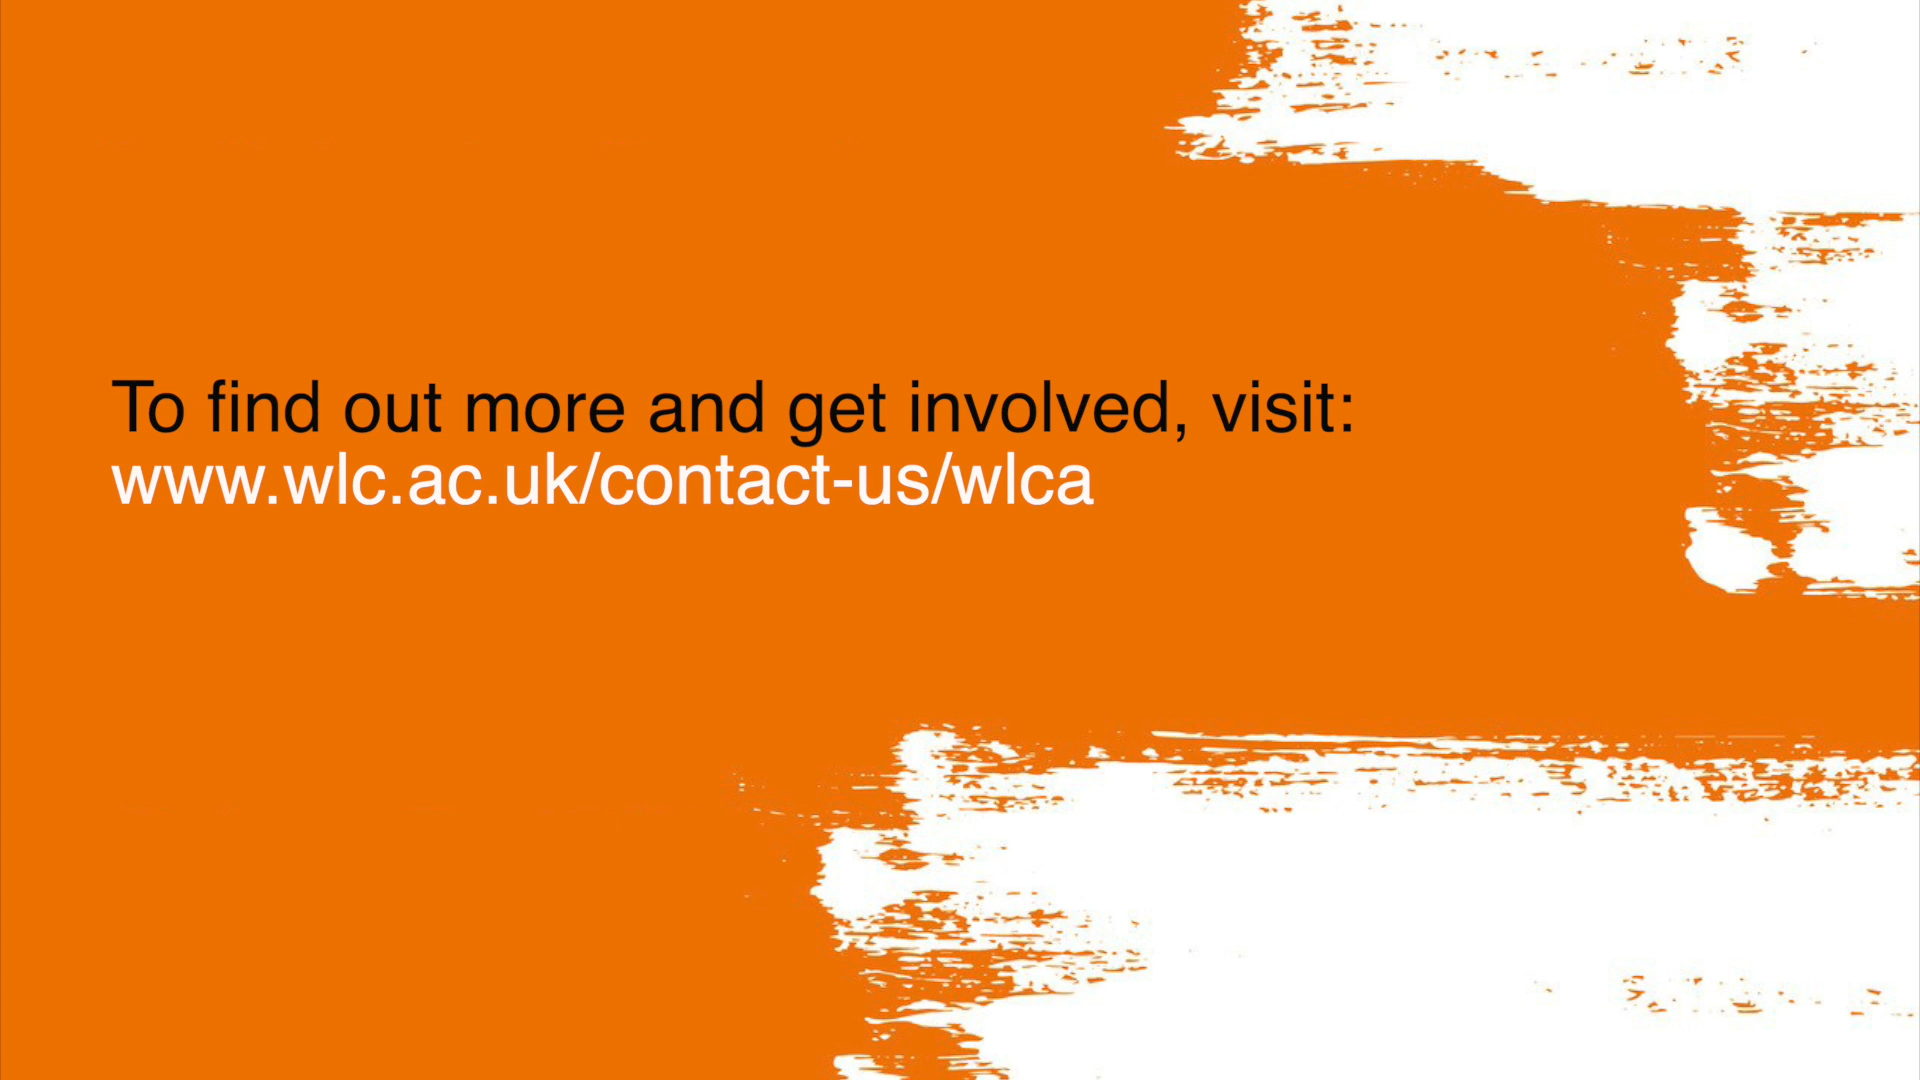 To find out more and get involved, visit:
www.wlc.ac.uk/contact-us/wlca